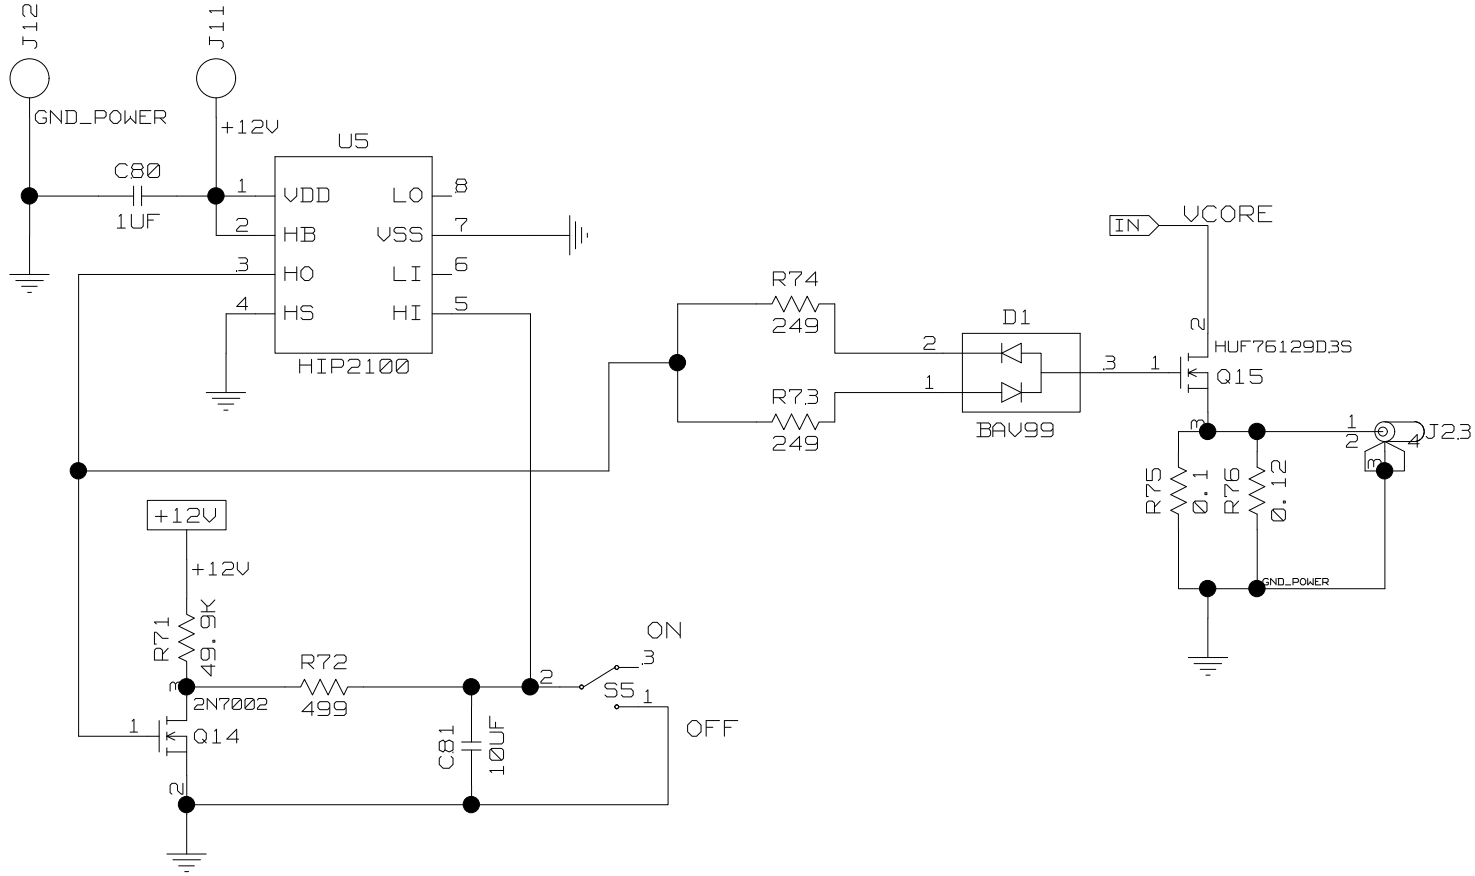 J12
J11
GND_POWER
+12V
U5
C80
1UF
1
VDD
LO
8
2
HB
VSS
7
3
HO
LI
6
4
HS
HI
5
HIP2100
IN
VCORE
R74
249
D1
2
1
3
R73
249
BAV99
2
HUF76129D3S
1
Q15
3
1
2
J23
4
3
R75
0.1
R76
0.12
GND_POWER
+12V
+12V
R71
49.9K
3
2N7002
1
Q14
2
R72
499
C81
10UF
2
ON
3
S5
1
OFF